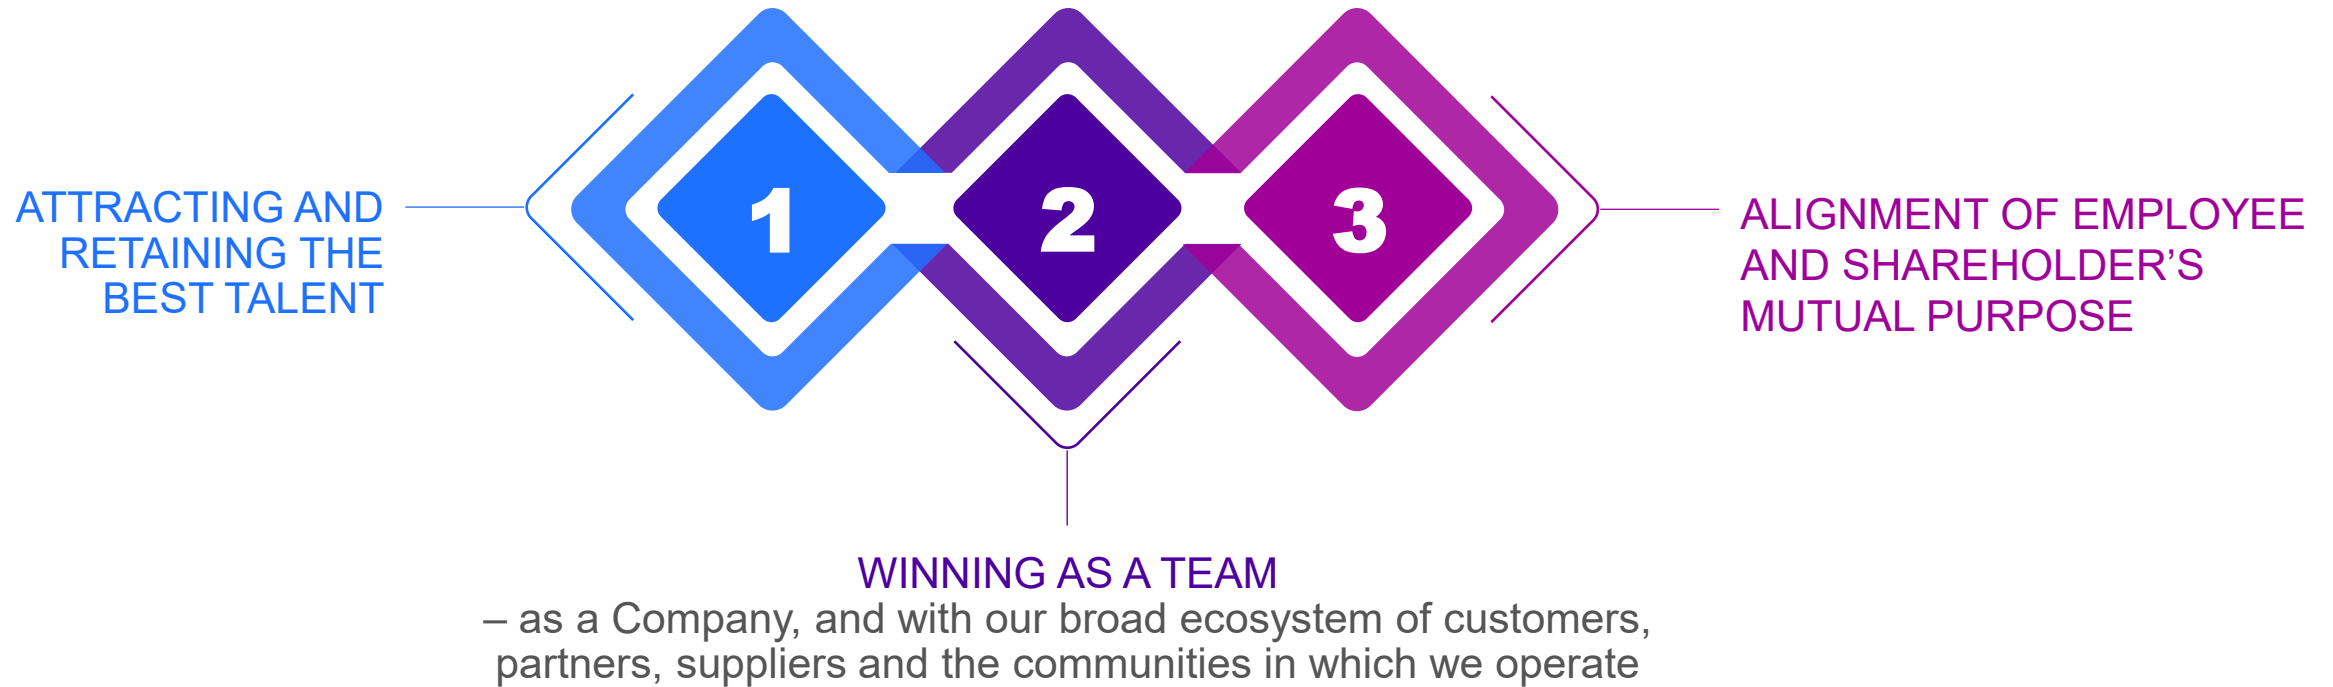 1
2
3
ATTRACTING AND
RETAINING THE
BEST TALENT
ALIGNMENT OF EMPLOYEE
AND SHAREHOLDER’S
MUTUAL PURPOSE
WINNING AS A TEAM
– as a Company, and with our broad ecosystem of customers,
partners, suppliers and the communities in which we operate